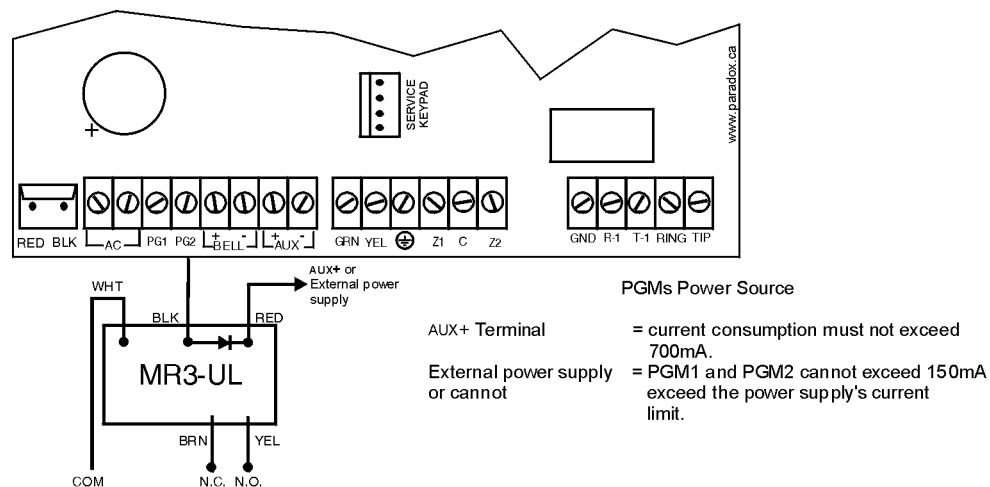 www.paradox.ca
SERVICE
KEYPAD
+
RED BLK AC PG1 PG2 + BELL - + AUX - GRN YEL Z1 C Z2 GND R-1 T-1 RING TIP
AUX+ or
External power
supply
WHT
BLK
RED
MR3-UL
BRN
YEL
COM
N.C. N.O.
PGMs Power Source
AUX+ Terminal = current consumption must not exceed
700mA.
External power supply = PGM1 and PGM2 cannot exceed 150mA
or cannot exceed the power supply's current
limit.